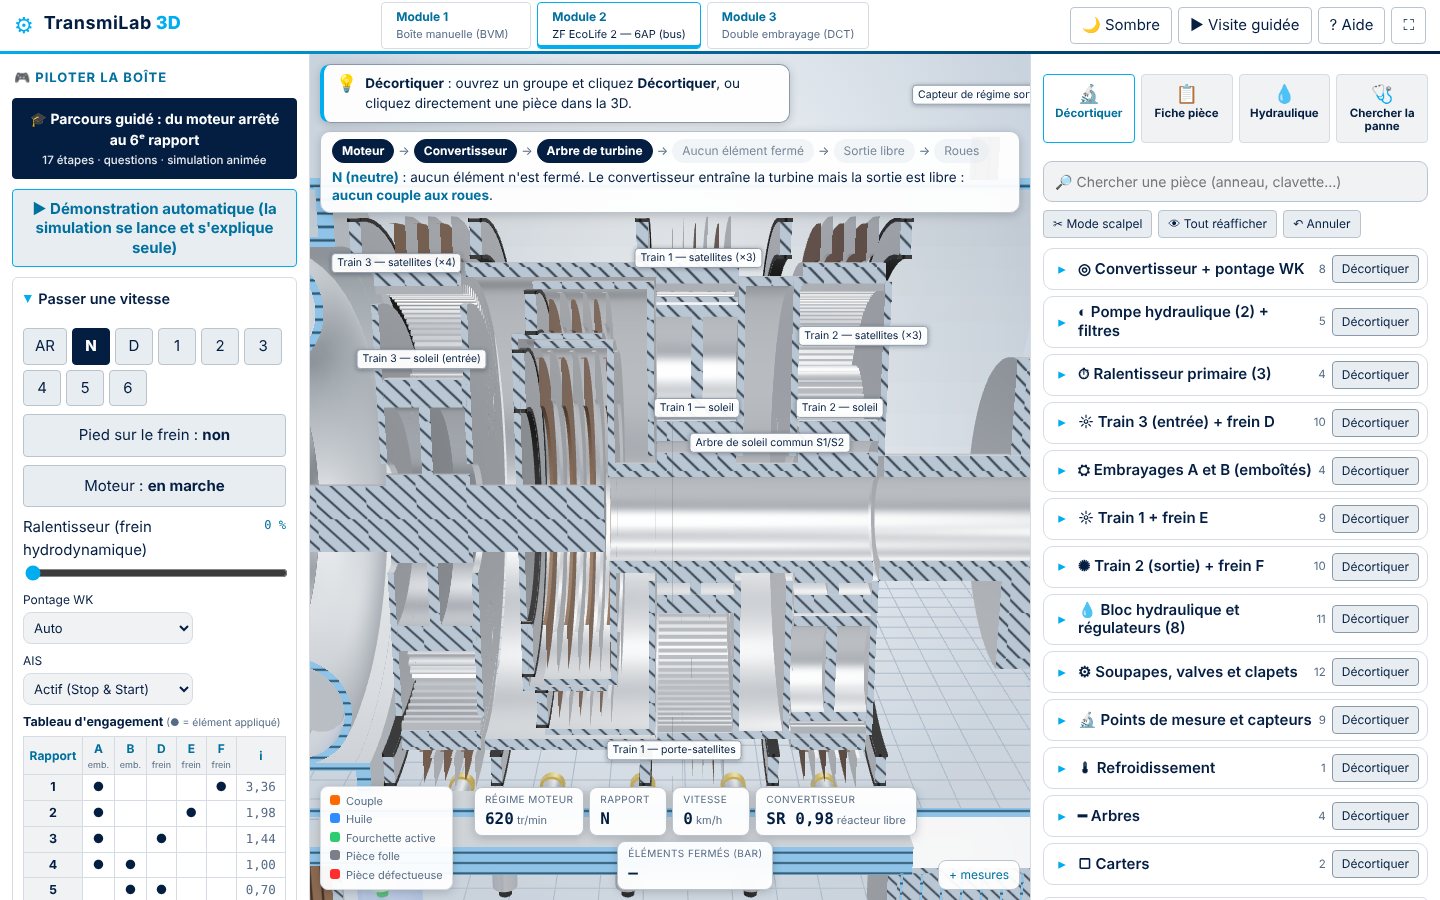 TransmiLab 3D
Module 1
Boîte manuelle (BVM)
Module 2
ZF EcoLife 2 — 6AP (bus)
Module 3
Double embrayage (DCT)
🌙 Sombre
▶ Visite guidée
? Aide
🎮 PILOTER LA BOÎTE
🎓 Parcours guidé : du moteur arrêté
au 6ᵉ rapport
17 étapes · questions · simulation animée
▶ Démonstration automatique (la
simulation se lance et s'explique
seule)
▼ Passer une vitesse
AR
N
D
1
2
3
4
5
6
Pied sur le frein : non
Moteur : en marche
Ralentisseur (frein
hydrodynamique)
0 %
Pontage WK
Auto
AIS
Actif (Stop & Start)
Tableau d'engagement (● = élément appliqué)
Rapport A B D E F i
emb. emb. frein frein frein
1 ● ● 3,36
2 ● ● 1,98
3 ● ● 1,44
4 ● ● 1,00
5 ● ● 0,70
💡 Décortiquer : ouvrez un groupe et cliquez Décortiquer, ou
cliquez directement une pièce dans la 3D.
Capteur de régime sor
Moteur → Convertisseur → Arbre de turbine → Aucun élément fermé → Sortie libre → Roues
N (neutre) : aucun élément n'est fermé. Le convertisseur entraîne la turbine mais la sortie est libre :
aucun couple aux roues.
Train 3 — satellites (×4)
Train 1 — satellites (×3)
Train 2 — satellites (×3)
Train 3 — soleil (entrée)
Train 1 — soleil
Train 2 — soleil
Arbre de soleil commun S1/S2
Train 1 — porte-satellites
Couple
Huile
Fourchette active
Pièce folle
Pièce défectueuse
RÉGIME MOTEUR
620 tr/min
RAPPORT
N
VITESSE
0 km/h
CONVERTISSEUR
SR 0,98 réacteur libre
ÉLÉMENTS FERMÉS (BAR)
—
+ mesures
🔬 Décortiquer
📋 Fiche pièce
💧 Hydraulique
🩺 Chercher la
panne
🔎 Chercher une pièce (anneau, clavette...)
✂ Mode scalpel
👁 Tout réafficher
↶ Annuler
▸ ◎ Convertisseur + pontage WK 8 Décortiquer
▸ Pompe hydraulique (2) +
filtres 5 Décortiquer
▸ ⏱ Ralentisseur primaire (3) 4 Décortiquer
▸ Train 3 (entrée) + frein D 10 Décortiquer
▸ Embrayages A et B (emboîtés) 4 Décortiquer
▸ Train 1 + frein E 9 Décortiquer
▸ Train 2 (sortie) + frein F 10 Décortiquer
▸ 💧 Bloc hydraulique et
régulateurs (8) 11 Décortiquer
▸ ⚙ Soupapes, valves et clapets 12 Décortiquer
▸ 🔬 Points de mesure et capteurs 9 Décortiquer
▸ 🌡 Refroidissement 1 Décortiquer
▸ ━ Arbres 4 Décortiquer
▸ Carters 2 Décortiquer